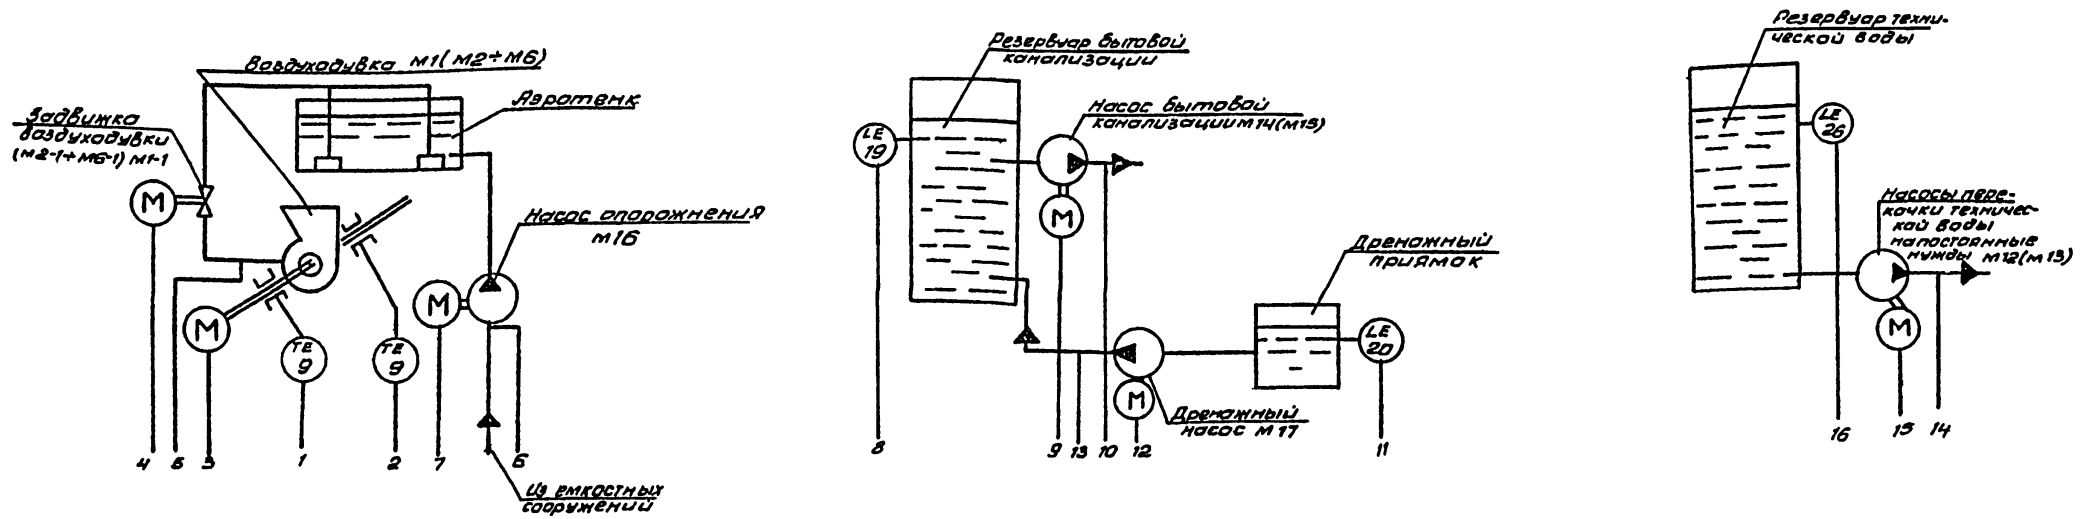 Воздуходувка М1(М2÷М6)
Аэротенк
Задвижка
воздуходувки
(М2-1÷М6-1) М1-1
М
Насос опорожнения
М16
М
М
TE
9
TE
9
4
5
3
1
2
7
6
Из емкостных
сооружений
Резервуар бытовой
канализации
Насос бытовой
канализации М14(М15)
LE
19
М
Дренажный
приямок
LE
20
М
Дренажный
насос М17
8
9
13
10
12
11
Резервуар техни-
ческой воды
LE
26
Насосы пере-
качки техничес-
кой воды
на постоянные
нужды М12(М13)
М
16
15
14